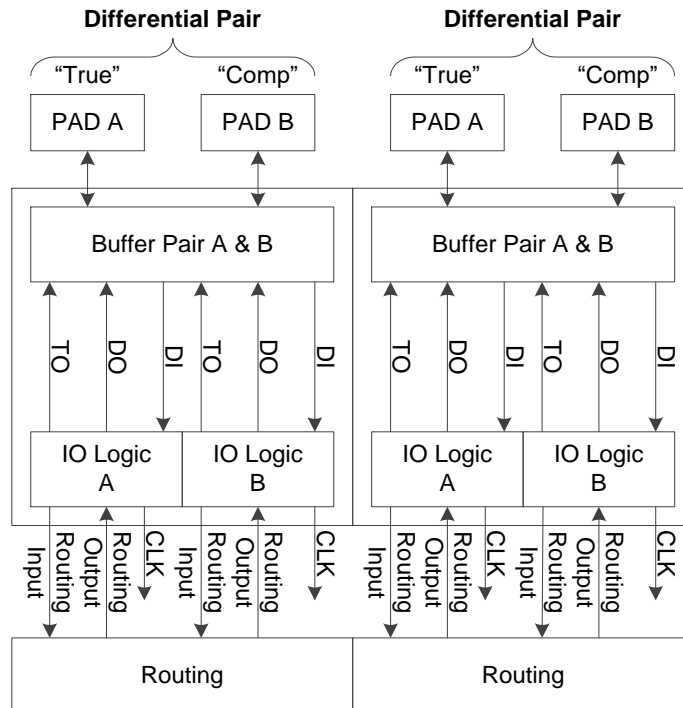 Differential Pair Differential Pair
“True” “Comp” “True” “Comp”
PAD A PAD B PAD A PAD B
Buffer Pair A & B Buffer Pair A & B
TO DO DI TO DO DI TO DO DI TO DO DI
IO Logic A IO Logic B IO Logic A IO Logic B
Routing Input Routing Output CLK Routing Input Routing Output CLK Routing Input Routing Output CLK Routing Input Routing Output CLK
Routing Routing